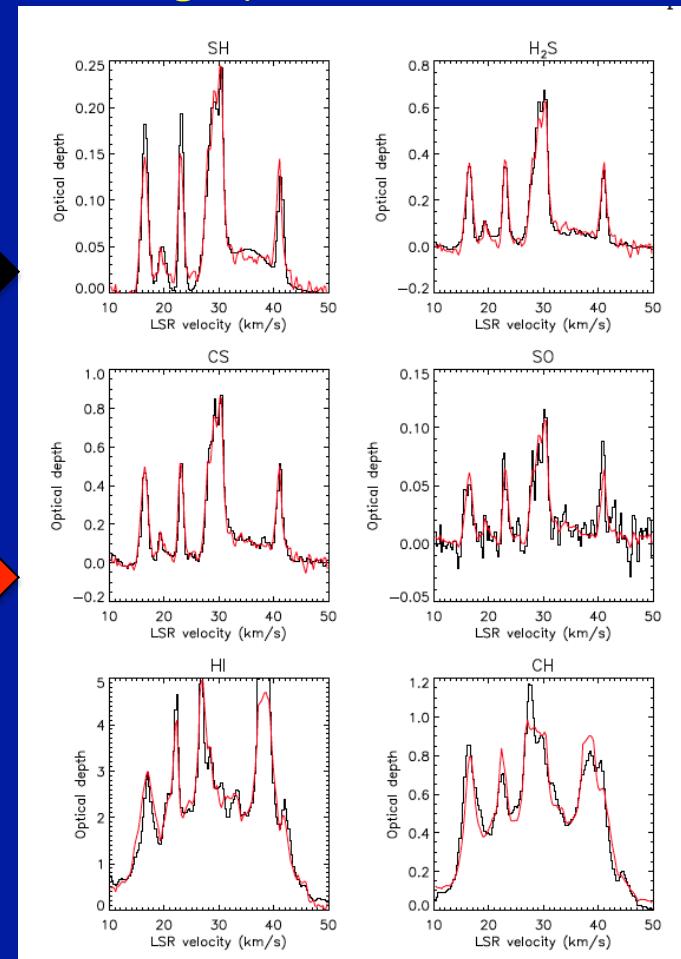 SH
0.25
0.20
0.15
0.10
0.05
0.00
Optical depth
10 20 30 40 50
LSR velocity (km/s)
H₂S
0.8
0.6
0.4
0.2
0.0
−0.2
Optical depth
10 20 30 40 50
LSR velocity (km/s)
CS
1.0
0.8
0.6
0.4
0.2
0.0
−0.2
Optical depth
10 20 30 40 50
LSR velocity (km/s)
SO
0.15
0.10
0.05
0.00
−0.05
Optical depth
10 20 30 40 50
LSR velocity (km/s)
HI
5
4
3
2
1
0
Optical depth
10 20 30 40 50
LSR velocity (km/s)
CH
1.2
1.0
0.8
0.6
0.4
0.2
0.0
Optical depth
10 20 30 40 50
LSR velocity (km/s)